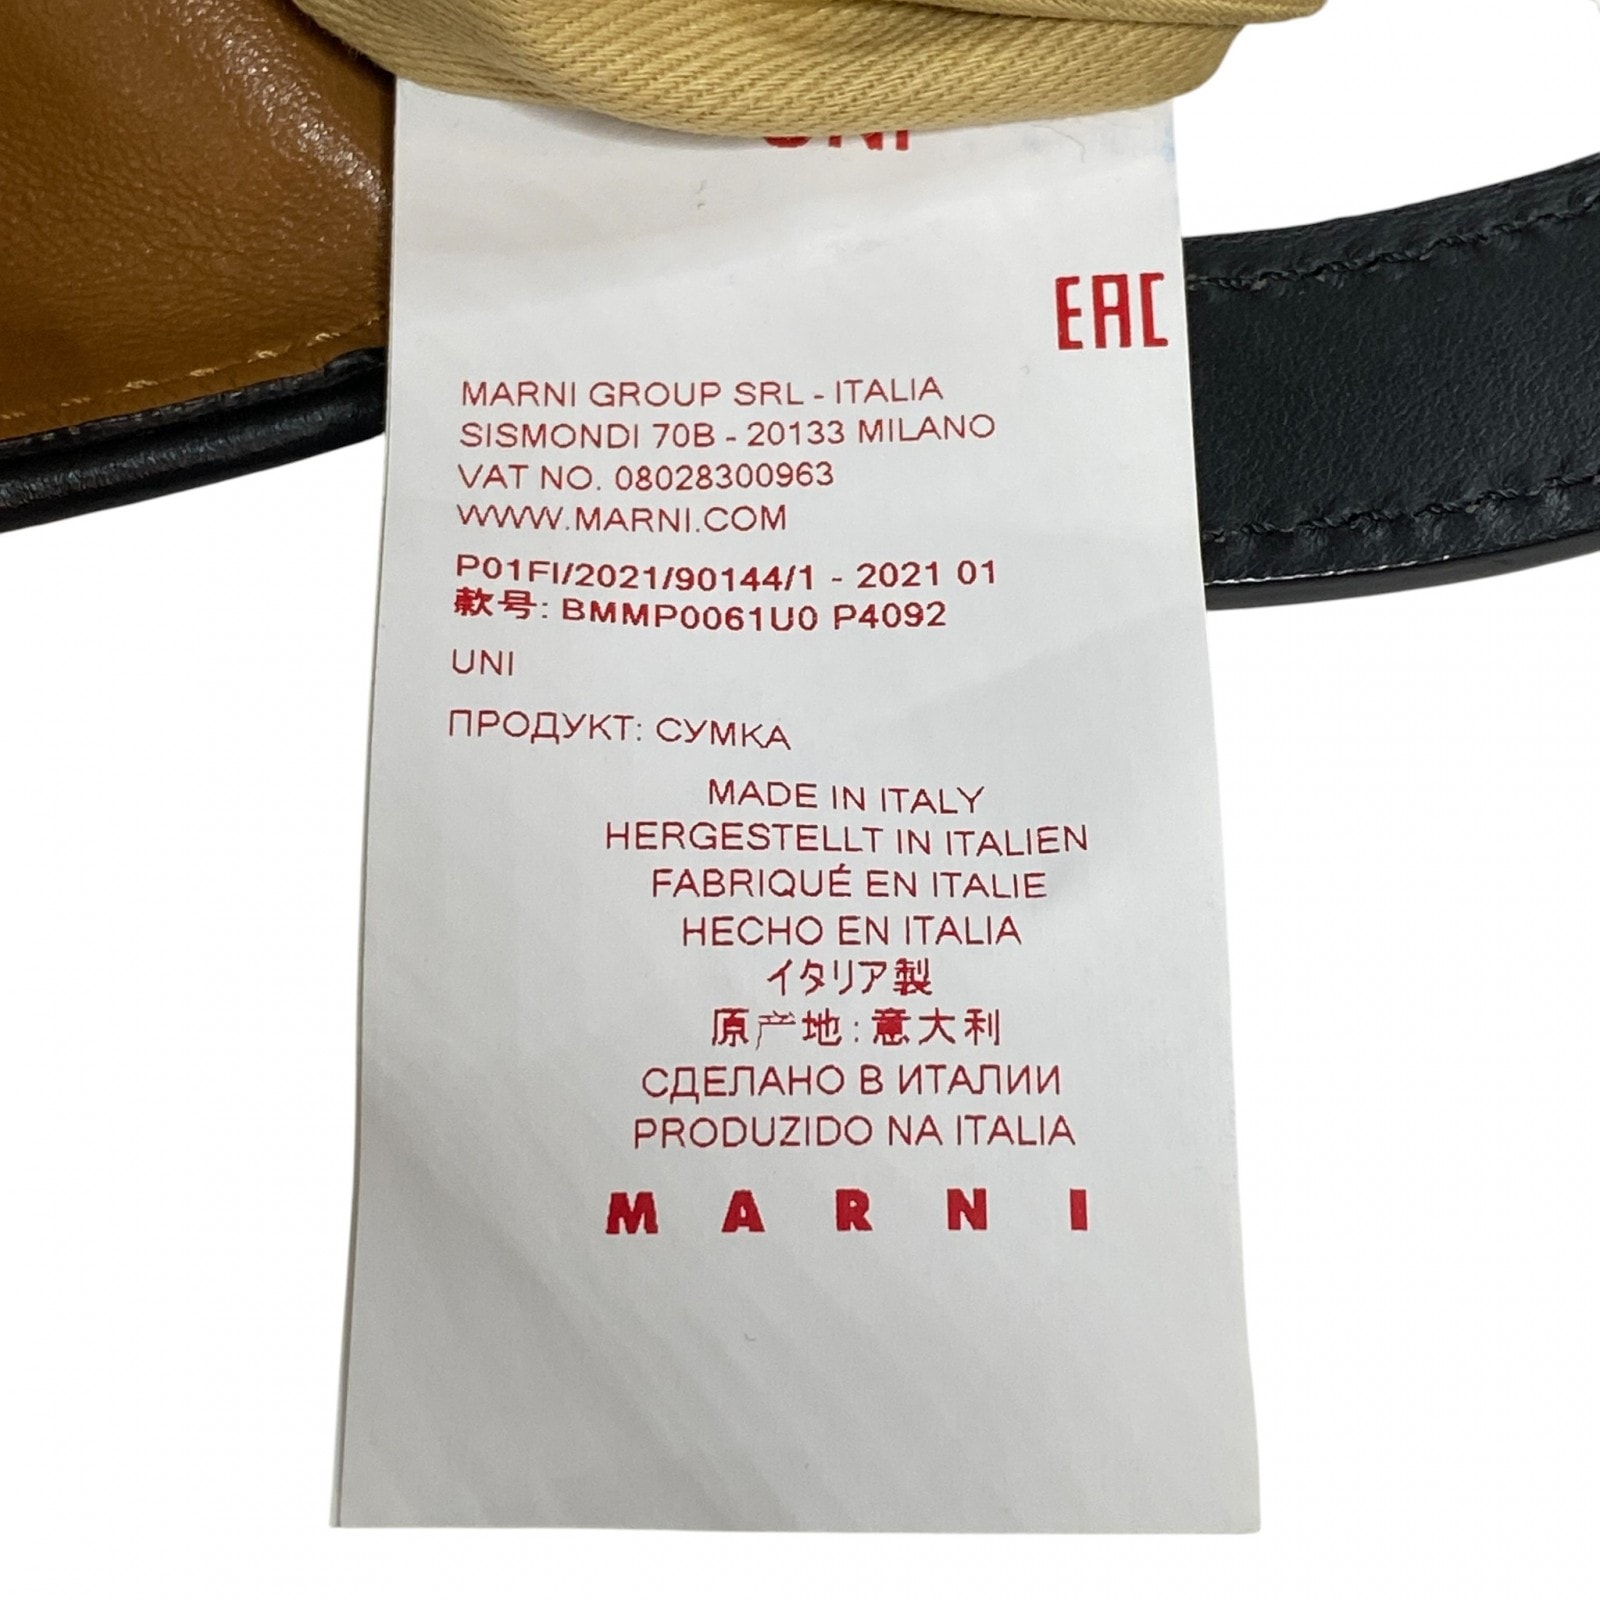 UNI
EAC
MARNI GROUP SRL - ITALIA
SISMONDI 70B - 20133 MILANO
VAT NO. 08028300963
WWW.MARNI.COM
P01FI/2021/90144/1 - 2021 01
款号: BMMP0061U0 P4092
UNI
ПРОДУКТ: СУМКА
MADE IN ITALY
HERGESTELLT IN ITALIEN
FABRIQUÉ EN ITALIE
HECHO EN ITALIA
イタリア製
原产地: 意大利
СДЕЛАНО В ИТАЛИИ
PRODUZIDO NA ITALIA
MARNI